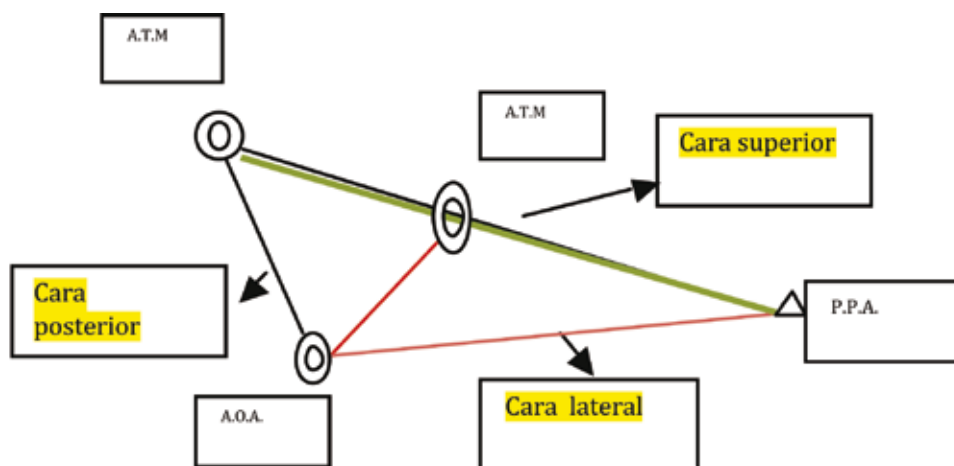 A.T.M
A.T.M
Cara superior
Cara
posterior
P.P.A.
Cara lateral
A.O.A.